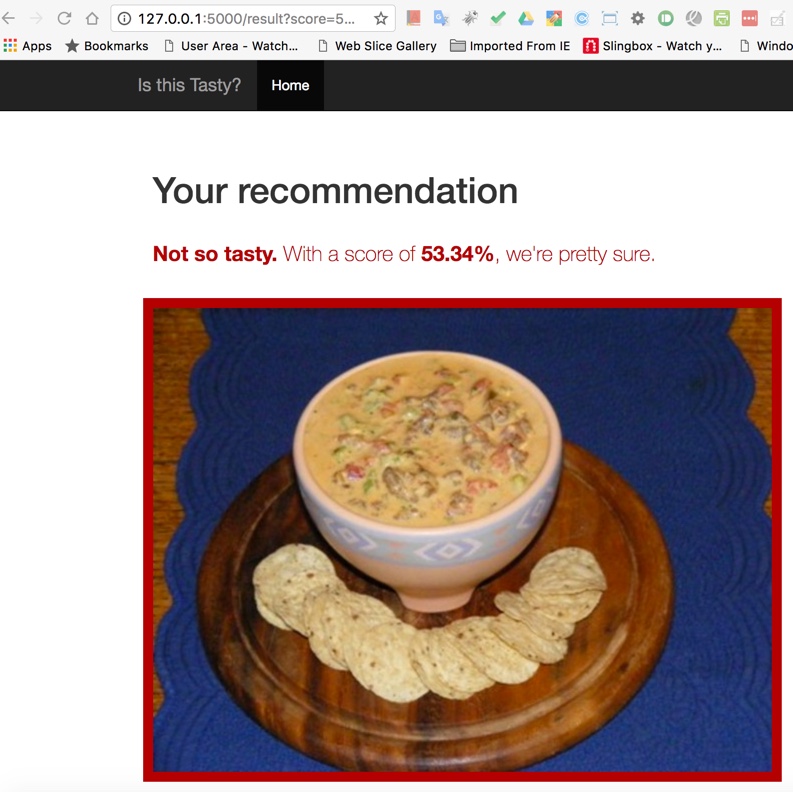 127.0.0.1:5000/result?score=5...
Apps Bookmarks User Area - Watch... Web Slice Gallery Imported From IE Slingbox - Watch y... Windo
Is this Tasty? Home
Your recommendation
Not so tasty. With a score of 53.34%, we're pretty sure.